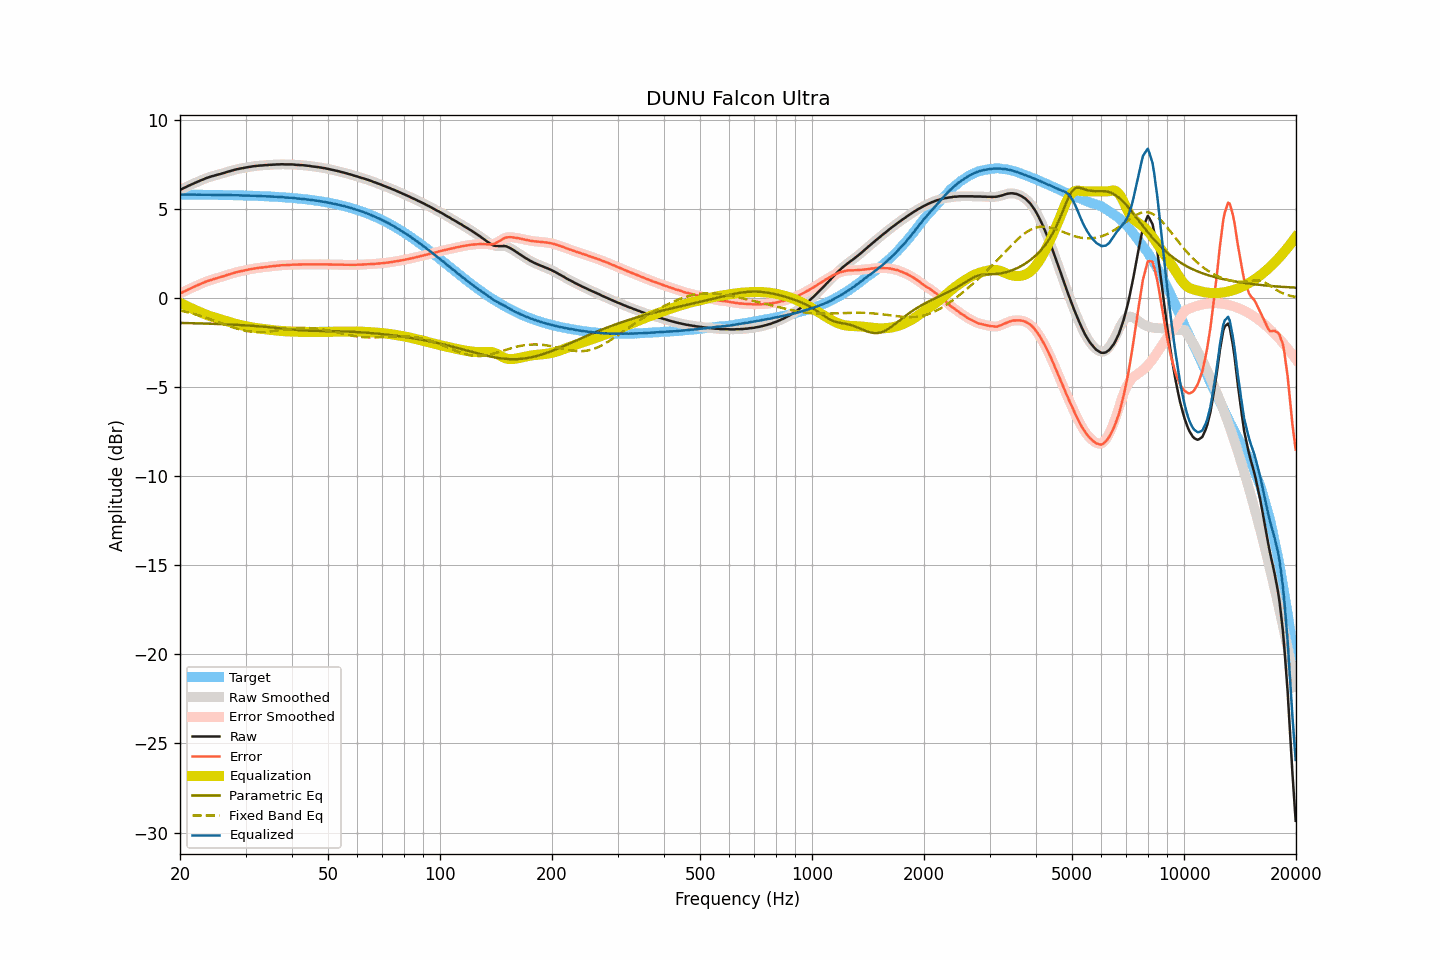 DUNU Falcon Ultra
10
5
0
−5
−10
−15
−20
−25
−30
Amplitude (dBr)
Target
Raw Smoothed
Error Smoothed
Raw
Error
Equalization
Parametric Eq
Fixed Band Eq
Equalized
20 50 100 200 500 1000 2000 5000 10000 20000
Frequency (Hz)